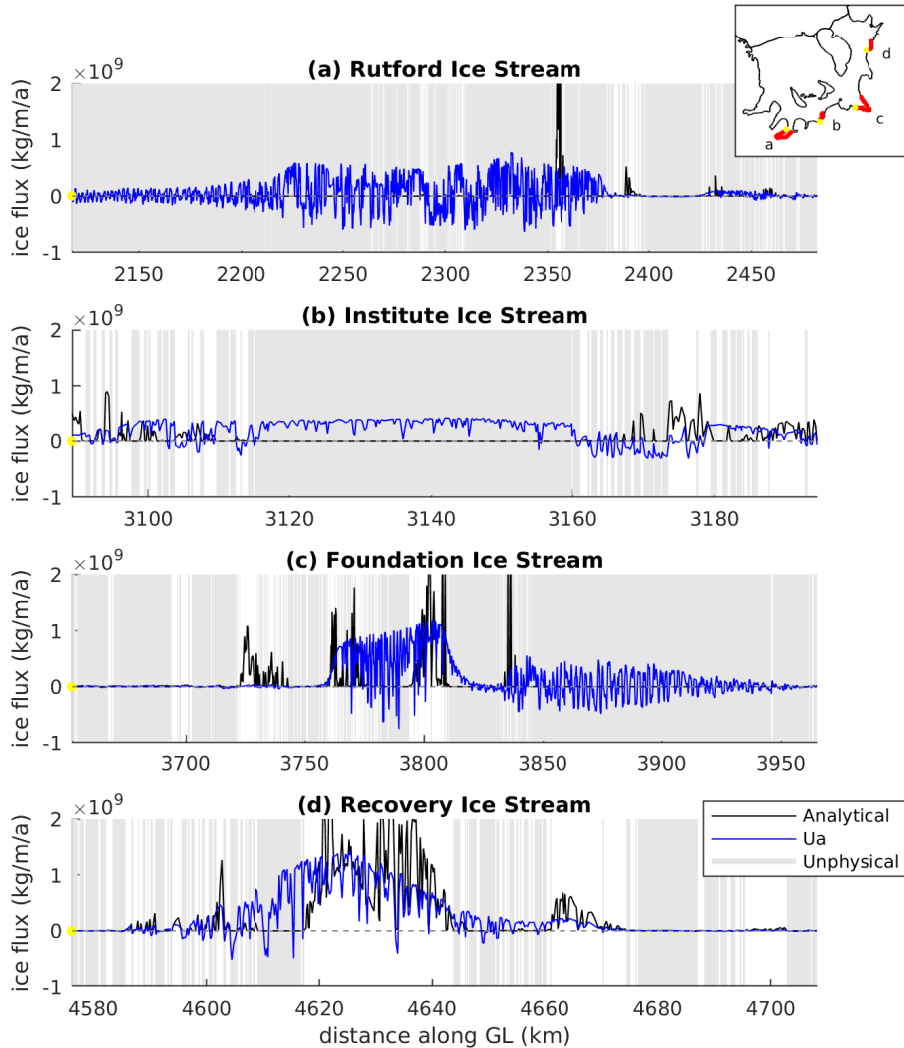 (a) Rutford Ice Stream
×10⁹
2
1
0
-1
ice flux (kg/m/a)
2150 2200 2250 2300 2350 2400 2450
a
b
c
d
(b) Institute Ice Stream
×10⁹
2
1
0
-1
ice flux (kg/m/a)
3100 3120 3140 3160 3180
(c) Foundation Ice Stream
×10⁹
2
1
0
-1
ice flux (kg/m/a)
3700 3750 3800 3850 3900 3950
(d) Recovery Ice Stream
×10⁹
2
1
0
-1
ice flux (kg/m/a)
Analytical
Ua
Unphysical
4580 4600 4620 4640 4660 4680 4700
distance along GL (km)